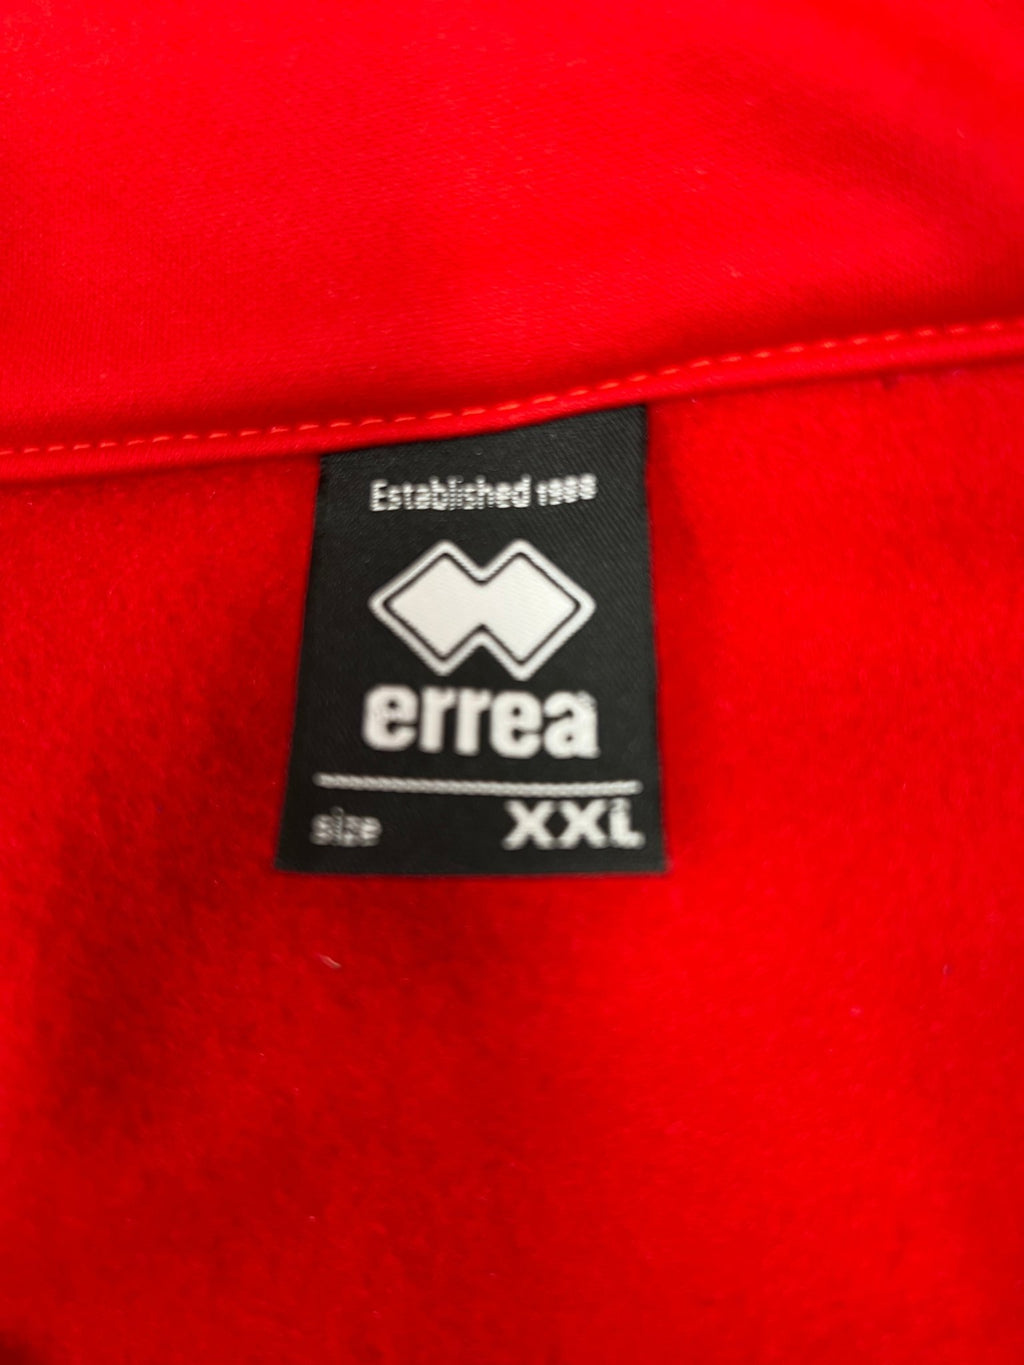 Established 1988
errea
size XXL